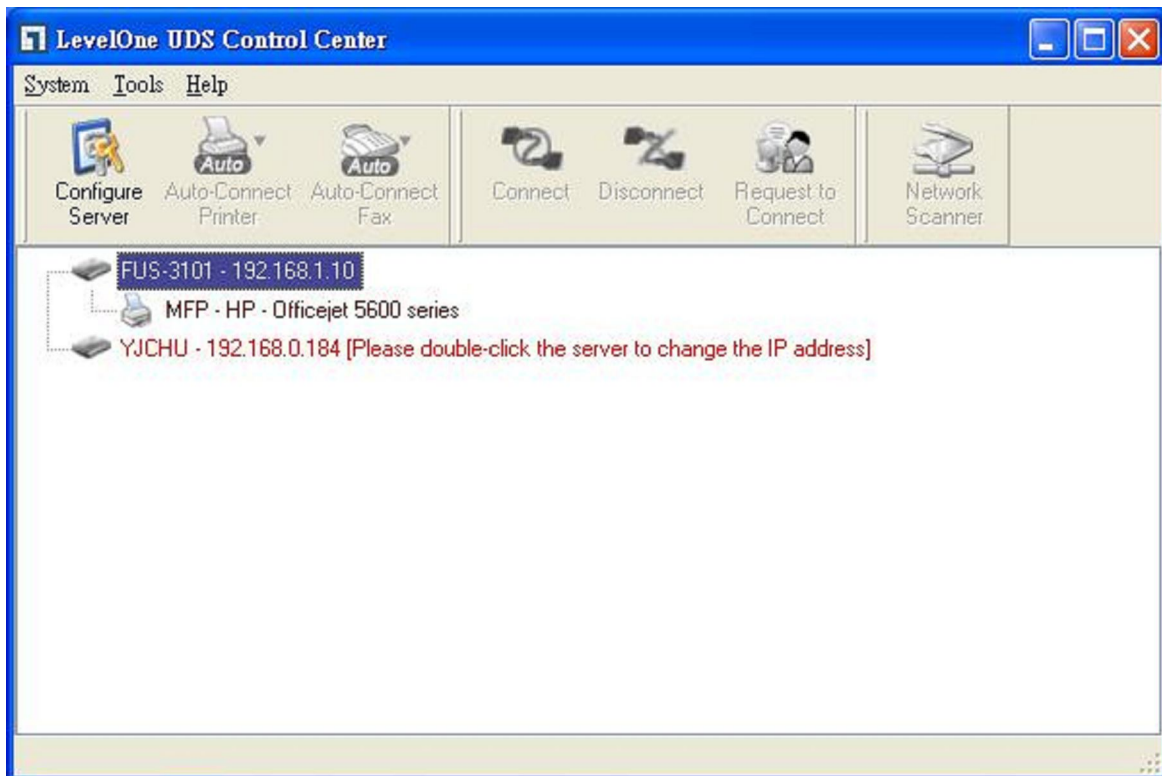 LevelOne UDS Control Center
System Tools Help
Configure Server
Auto
Auto-Connect Printer
Auto
Auto-Connect Fax
Connect
Disconnect
Request to Connect
Network Scanner
FUS-3101 - 192.168.1.10
MFP - HP - Officejet 5600 series
YJCHU - 192.168.0.184 [Please double-click the server to change the IP address]